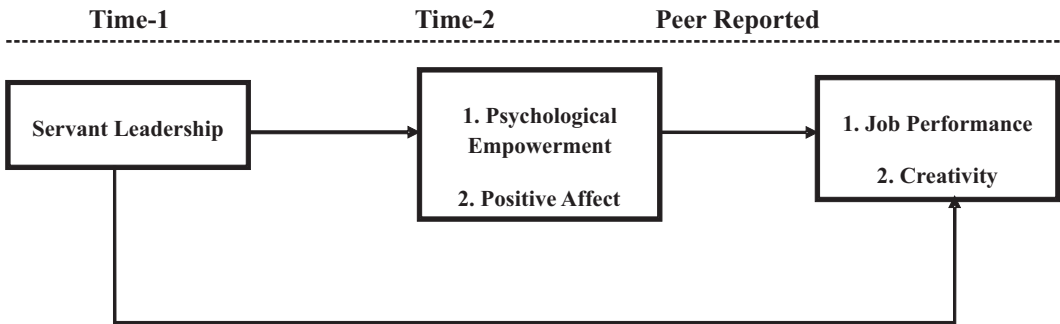 Time-1 Time-2 Peer Reported
Servant Leadership
1. Psychological
Empowerment
2. Positive Affect
1. Job Performance
2. Creativity